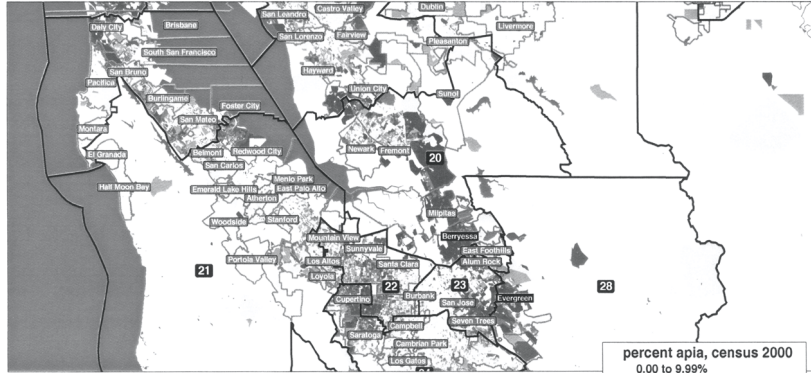 Daly City
Brisbane
South San Francisco
San Bruno
Pacifica
Burlingame
Foster City
San Mateo
Montara
Belmont
Redwood City
El Granada
San Carlos
Half Moon Bay
Menlo Park
Emerald Lake Hills
East Palo Alto
Atherton
Woodside
Stanford
Portola Valley
21
San Leandro
Castro Valley
Dublin
San Lorenzo
Fairview
Livermore
Pleasanton
Hayward
Union City
Sunol
Newark
Fremont
20
Milpitas
Mountain View
Sunnyvale
Berryessa
East Foothills
Los Altos
Santa Clara
Alum Rock
Loyola
22
23
28
Cupertino
Burbank
San Jose
Evergreen
Campbell
Seven Trees
Saratoga
Cambrian Park
Los Gatos
percent apia, census 2000
0.00 to 9.99%